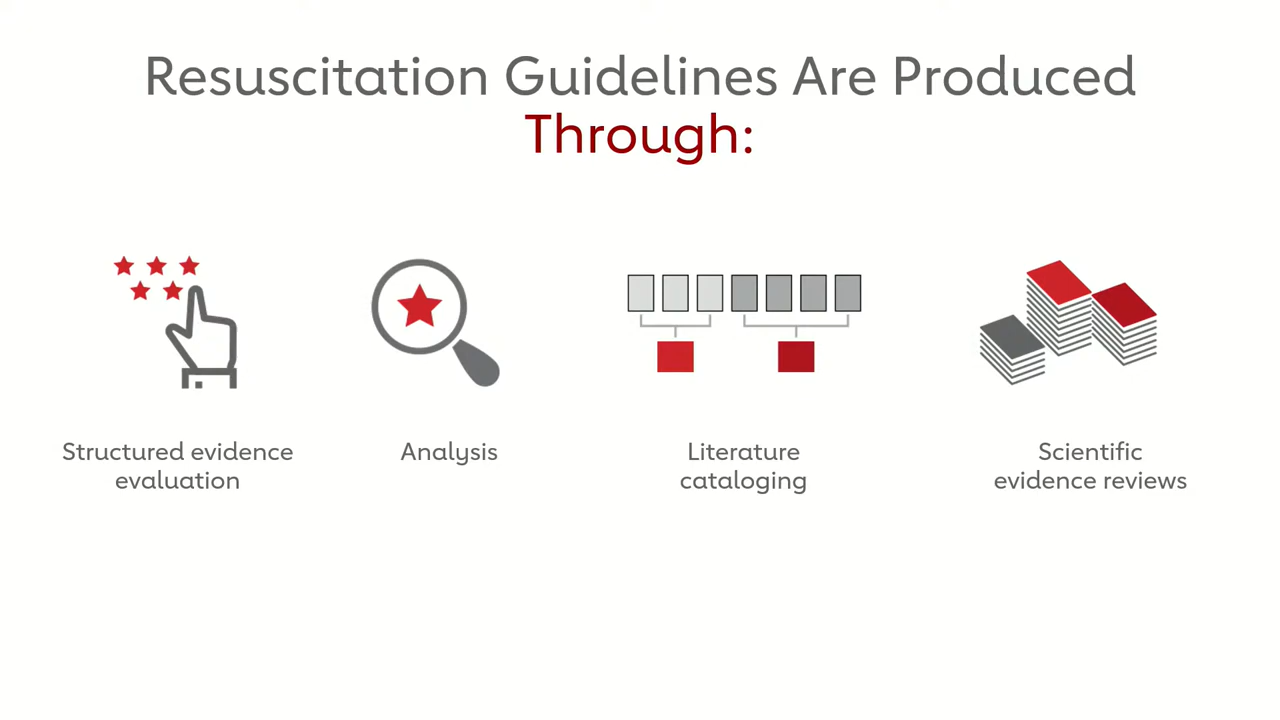 Resuscitation Guidelines Are Produced
Through:
Structured evidence
evaluation
Analysis
Literature
cataloging
Scientific
evidence reviews